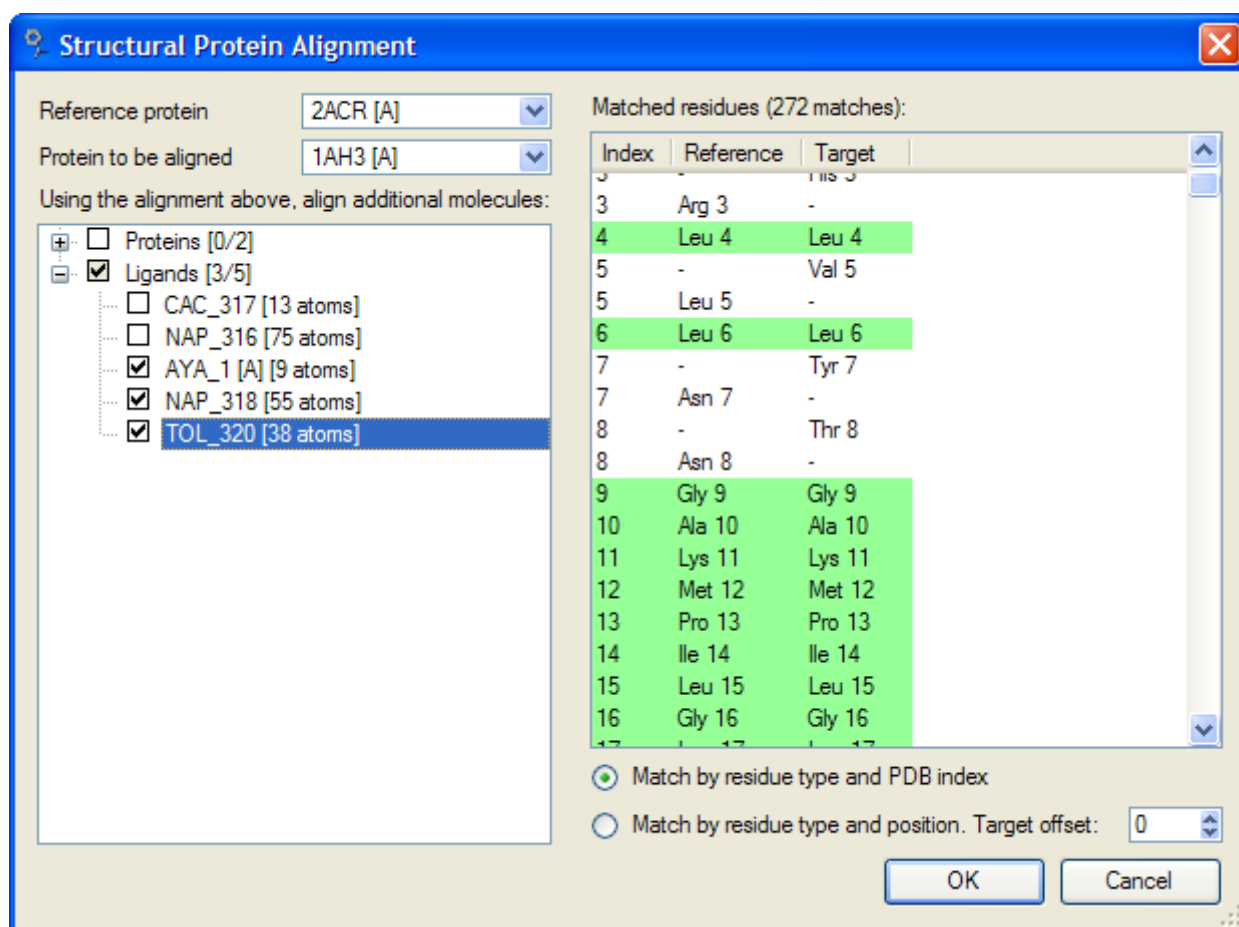 Structural Protein Alignment
Reference protein 2ACR [A]
Protein to be aligned 1AH3 [A]
Using the alignment above, align additional molecules:
Proteins [0/2]
Ligands [3/5]
CAC_317 [13 atoms]
NAP_316 [75 atoms]
AYA_1 [A] [9 atoms]
NAP_318 [55 atoms]
TOL_320 [38 atoms]
Matched residues (272 matches):
Index Reference Target
3 - His 3
3 Arg 3 -
4 Leu 4 Leu 4
5 - Val 5
5 Leu 5 -
6 Leu 6 Leu 6
7 - Tyr 7
7 Asn 7 -
8 - Thr 8
8 Asn 8 -
9 Gly 9 Gly 9
10 Ala 10 Ala 10
11 Lys 11 Lys 11
12 Met 12 Met 12
13 Pro 13 Pro 13
14 Ile 14 Ile 14
15 Leu 15 Leu 15
16 Gly 16 Gly 16
Match by residue type and PDB index
Match by residue type and position. Target offset: 0
OK Cancel